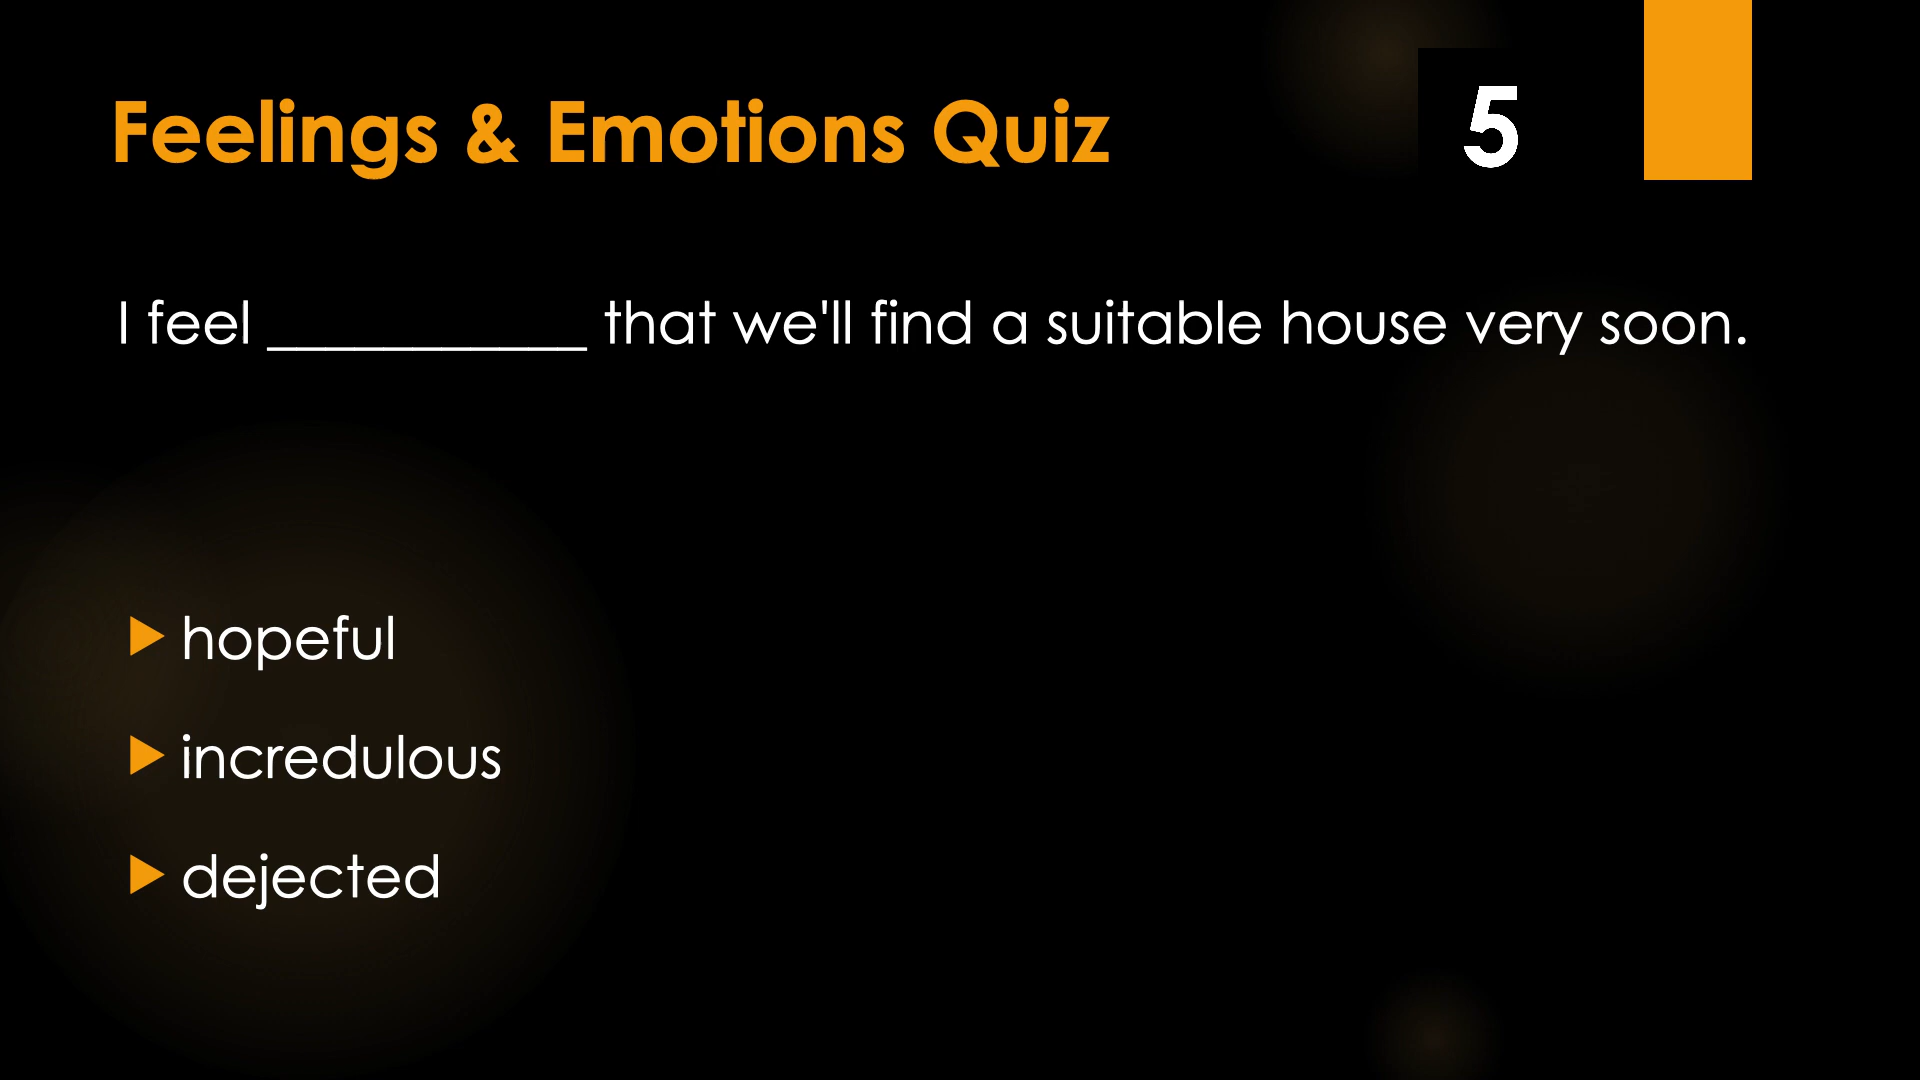 Feelings & Emotions Quiz
5
I feel ___________ that we'll find a suitable house very soon.
hopeful
incredulous
dejected